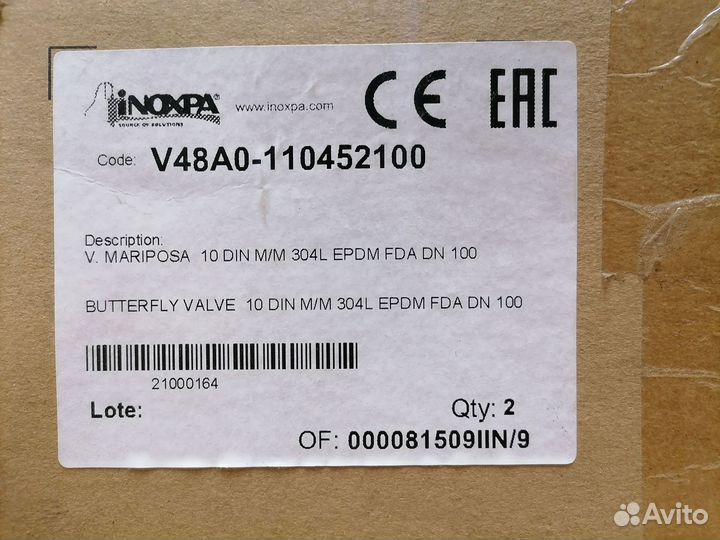 INOXPA®
SOURCE OF SOLUTIONS
www.inoxpa.com
CE EAC
Code: V48A0-110452100
Description:
V. MARIPOSA 10 DIN M/M 304L EPDM FDA DN 100
BUTTERFLY VALVE 10 DIN M/M 304L EPDM FDA DN 100
21000164
Lote:
Qty: 2
OF: 000081509IIN/9
Avito